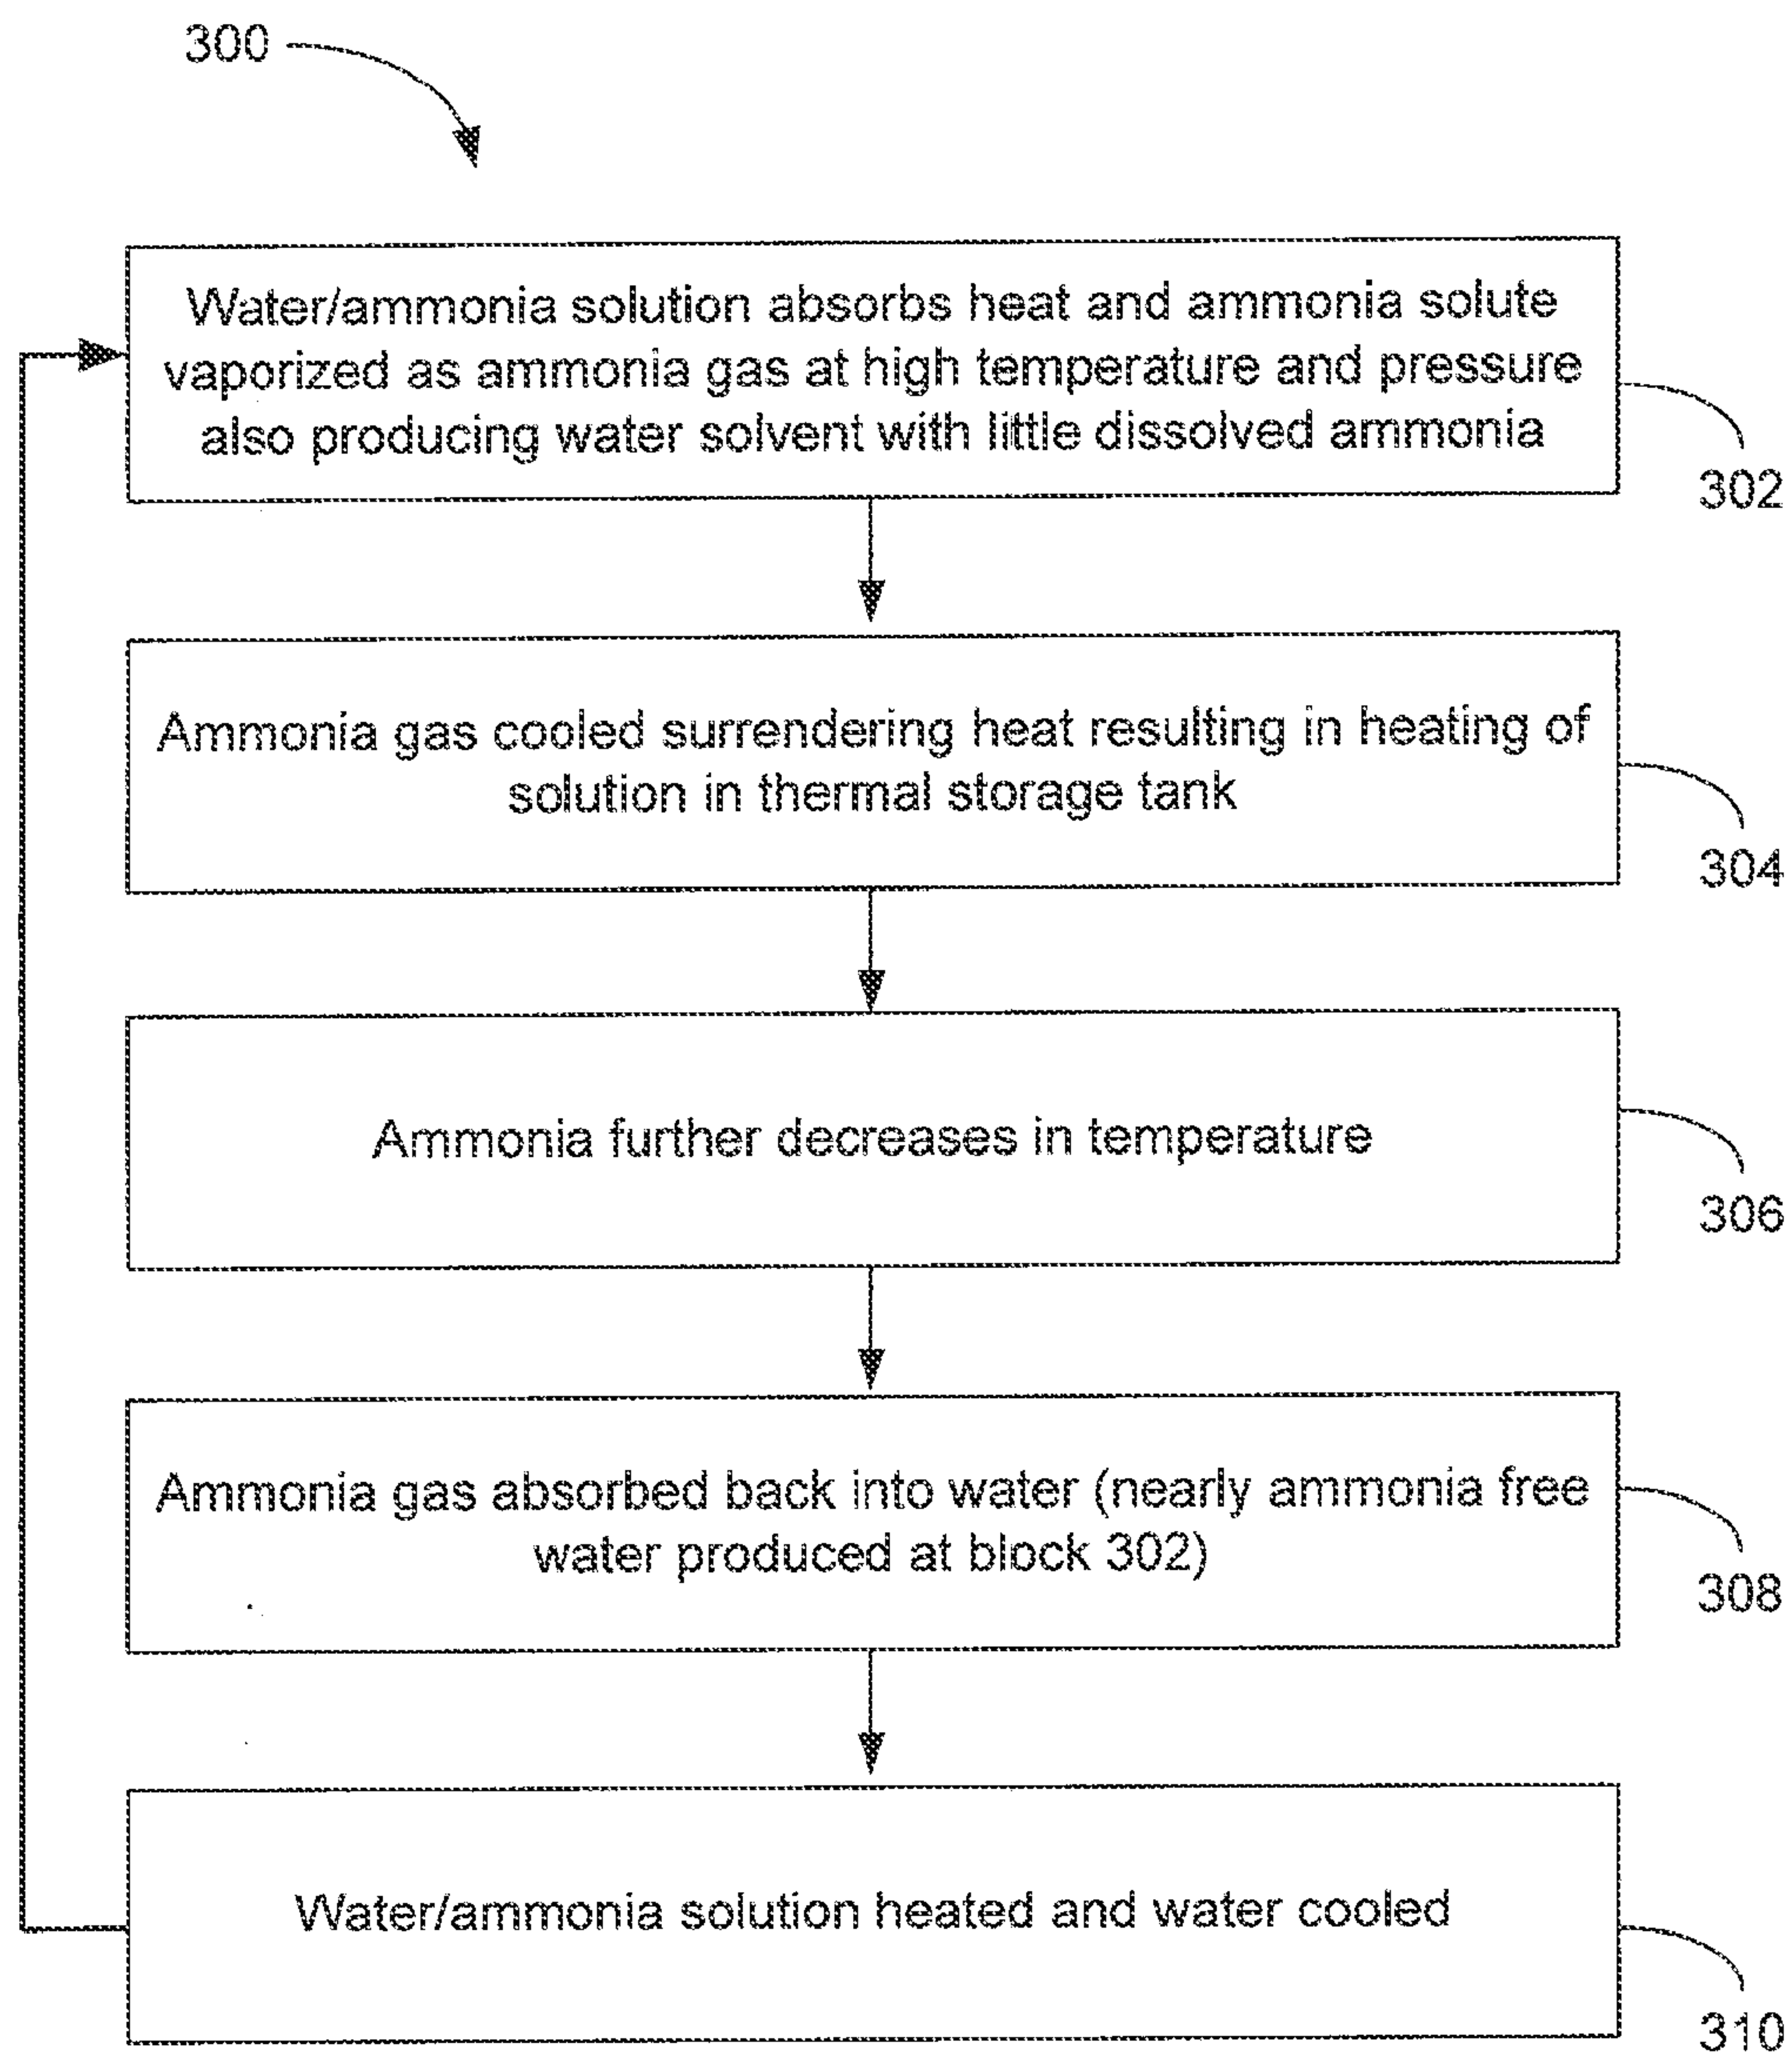 300
Water/ammonia solution absorbs heat and ammonia solute
vaporized as ammonia gas at high temperature and pressure
also producing water solvent with little dissolved ammonia
302
Ammonia gas cooled surrendering heat resulting in heating of
solution in thermal storage tank
304
Ammonia further decreases in temperature
306
Ammonia gas absorbed back into water (nearly ammonia free
water produced at block 302)
308
Water/ammonia solution heated and water cooled
310